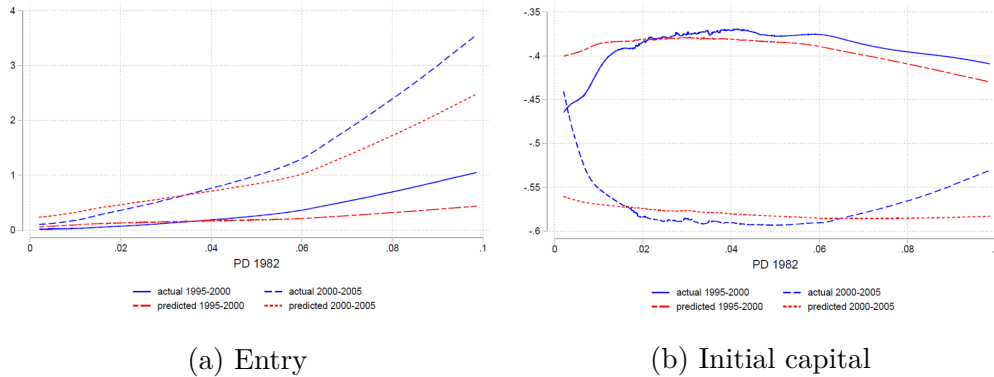 4
3
2
1
0
0 .02 .04 .06 .08 .1
PD 1982
actual 1995-2000 actual 2000-2005
predicted 1995-2000 predicted 2000-2005
(a) Entry
-.35
-.4
-.45
-.5
-.55
-.6
0 .02 .04 .06 .08
PD 1982
actual 1995-2000 actual 2000-2005
predicted 1995-2000 predicted 2000-2005
(b) Initial capital